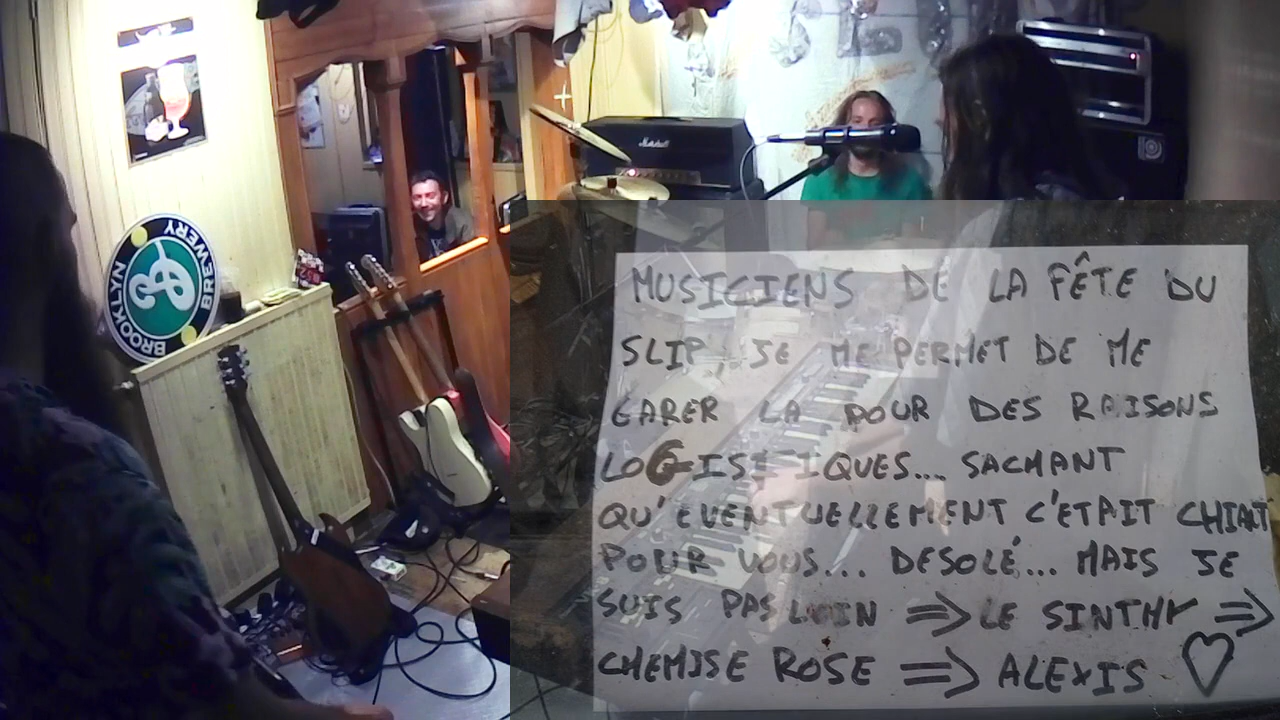 BROOKLYN BREWERY
B
Marshall
MUSICIENS DE LA FÊTE DU
SLIP, JE ME PERMET DE ME
GARER LA POUR DES RAISONS
LOGISTIQUES... SACHANT
QU'EVENTUELLEMENT C'ETAIT CHIANT
POUR VOUS... DESOLÉ... MAIS JE
SUIS PAS LOIN => LE SINTHY =>
CHEMISE ROSE => ALEXIS ♡